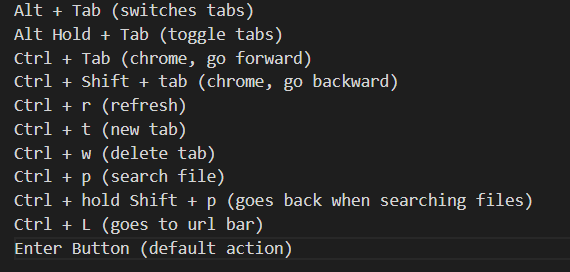 Alt + Tab (switches tabs)
Alt Hold + Tab (toggle tabs)
Ctrl + Tab (chrome, go forward)
Ctrl + Shift + tab (chrome, go backward)
Ctrl + r (refresh)
Ctrl + t (new tab)
Ctrl + w (delete tab)
Ctrl + p (search file)
Ctrl + hold Shift + p (goes back when searching files)
Ctrl + L (goes to url bar)
Enter Button (default action)